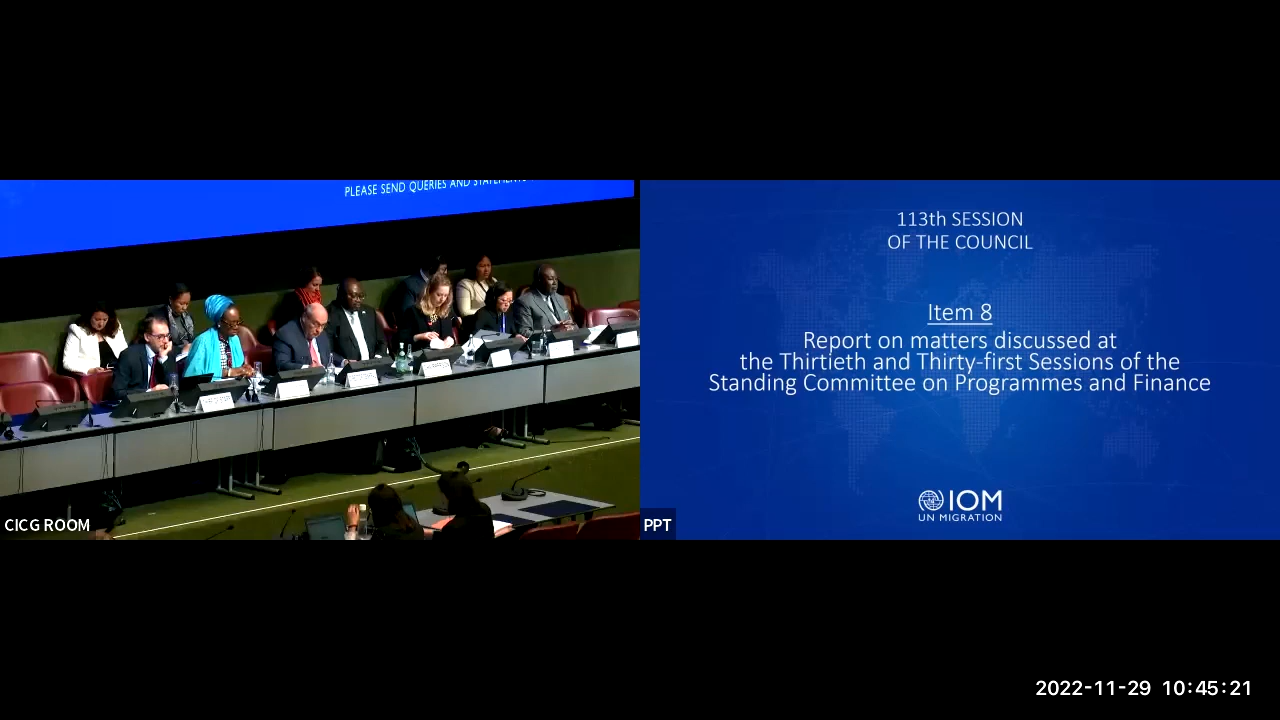 PLEASE SEND QUERIES AND STATEMENTS
CICG ROOM
113th SESSION
OF THE COUNCIL
Item 8
Report on matters discussed at
the Thirtieth and Thirty-first Sessions of the
Standing Committee on Programmes and Finance
IOM
UN MIGRATION
PPT
2022-11-29 10:45:21